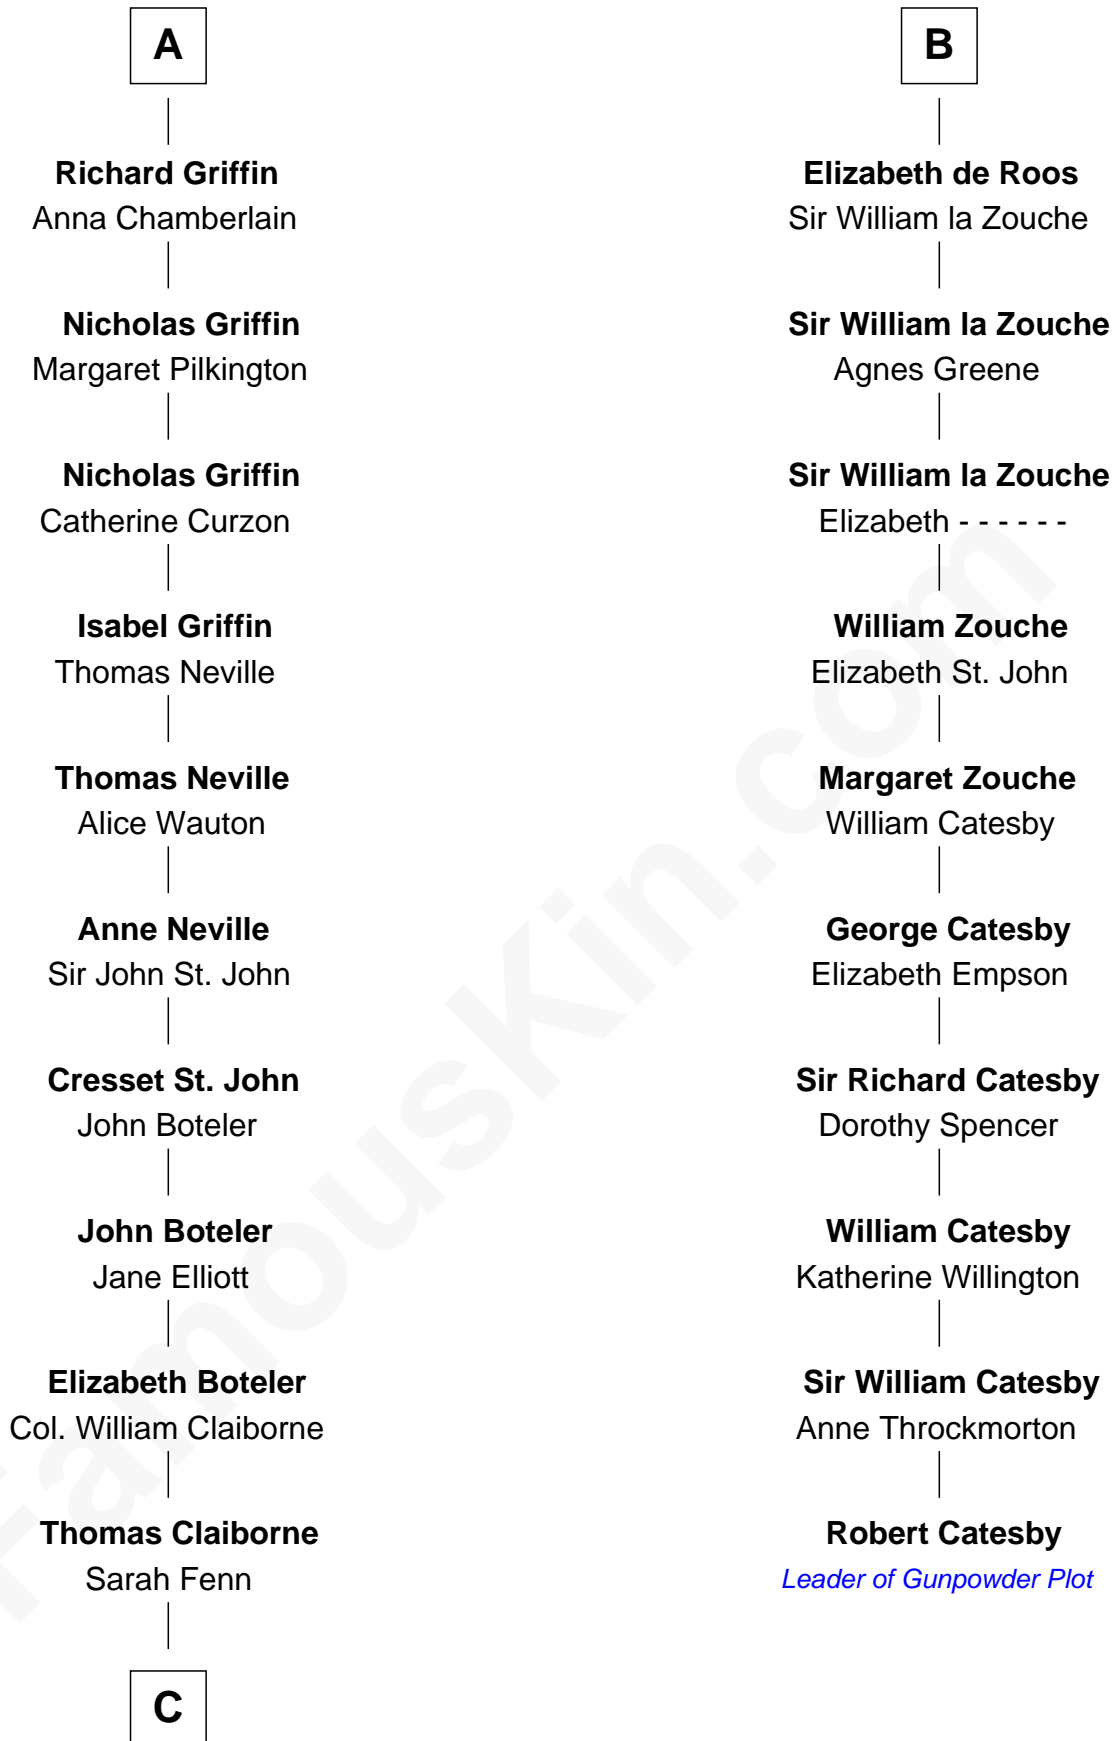 A
Richard Griffin
Anna Chamberlain
Nicholas Griffin
Margaret Pilkington
Nicholas Griffin
Catherine Curzon
Isabel Griffin
Thomas Neville
Thomas Neville
Alice Wauton
Anne Neville
Sir John St. John
Cresset St. John
John Boteler
John Boteler
Jane Elliott
Elizabeth Boteler
Col. William Claiborne
Thomas Claiborne
Sarah Fenn
C
B
Elizabeth de Roos
Sir William la Zouche
Sir William la Zouche
Agnes Greene
Sir William la Zouche
Elizabeth - - - - - -
William Zouche
Elizabeth St. John
Margaret Zouche
William Catesby
George Catesby
Elizabeth Empson
Sir Richard Catesby
Dorothy Spencer
William Catesby
Katherine Willington
Sir William Catesby
Anne Throckmorton
Robert Catesby
Leader of Gunpowder Plot
FamousKin.com